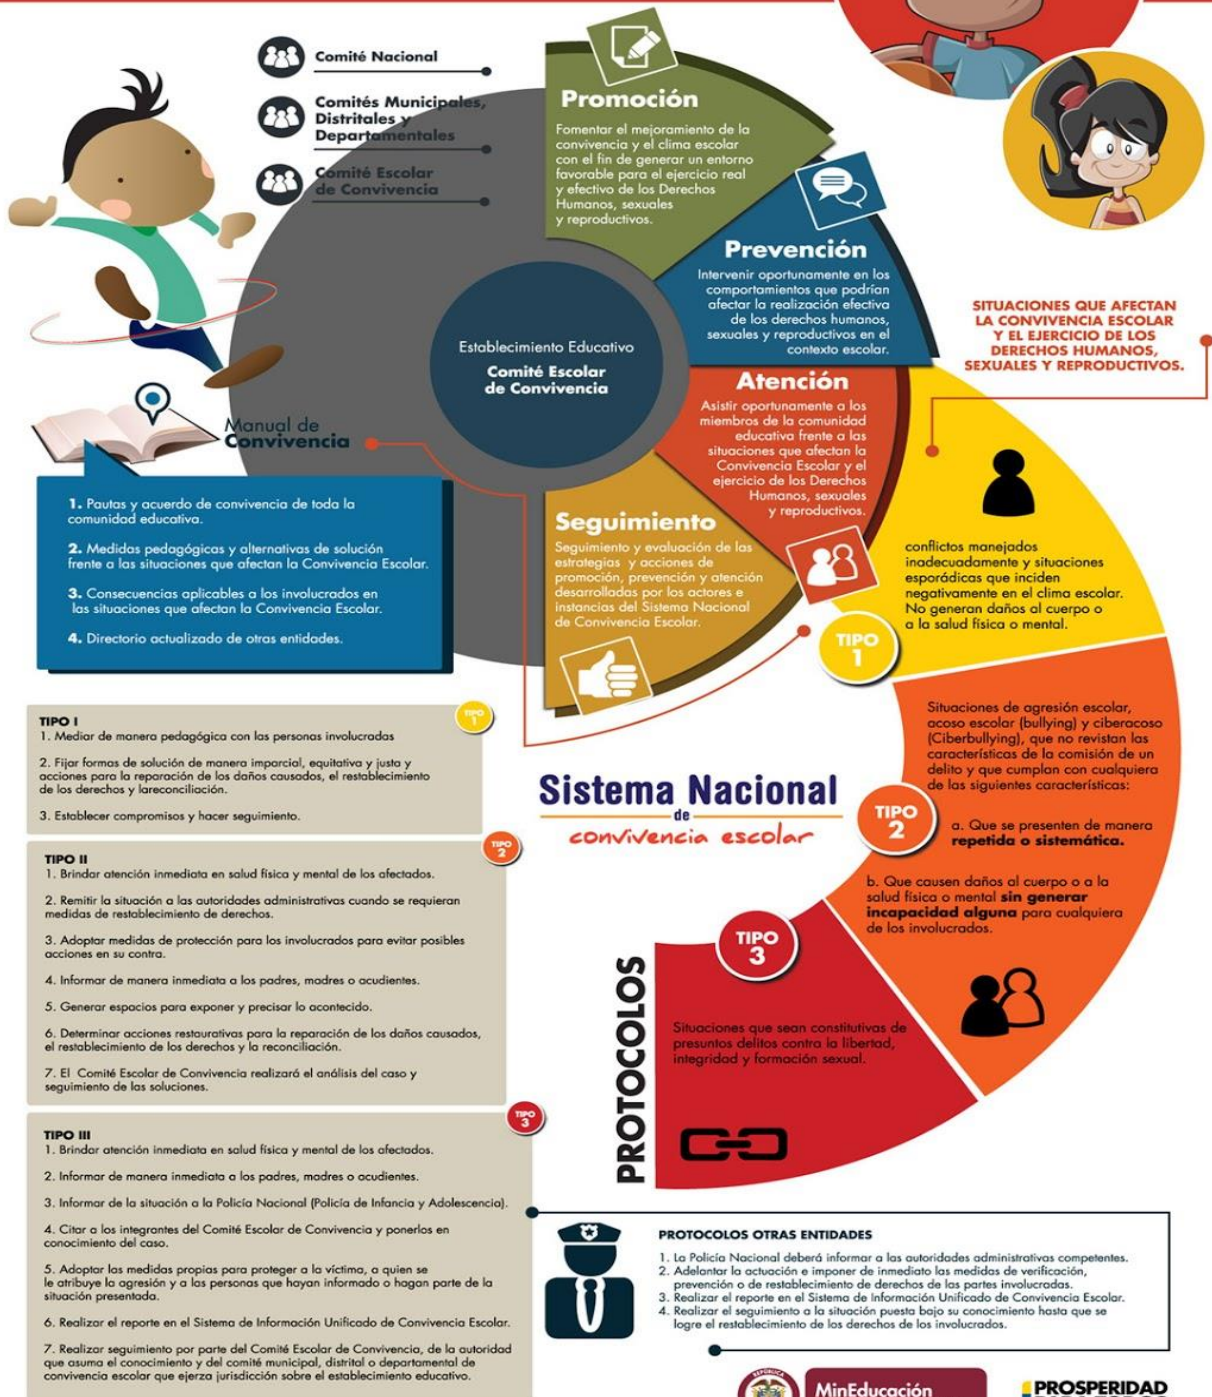 Comité Nacional
Comités Municipales,
Distritales y
Departamentales
Comité Escolar
de Convivencia
Promoción
Fomentar el mejoramiento de la
convivencia y el clima escolar
con el fin de generar un entorno
favorable para el ejercicio real
y efectivo de los Derechos
Humanos, sexuales
y reproductivos.
Prevención
Intervenir oportunamente en los
comportamientos que podrían
afectar la realización efectiva
de los derechos humanos,
sexuales y reproductivos en el
contexto escolar.
SITUACIONES QUE AFECTAN
LA CONVIVENCIA ESCOLAR
Y EL EJERCICIO DE LOS
DERECHOS HUMANOS,
SEXUALES Y REPRODUCTIVOS.
Establecimiento Educativo
Comité Escolar
de Convivencia
Atención
Asistir oportunamente a los
miembros de la comunidad
educativa frente a las
situaciones que afectan la
Convivencia Escolar y el
ejercicio de los Derechos
Humanos, sexuales
y reproductivos.
Manual de
Convivencia
1. Pautas y acuerdo de convivencia de toda la
comunidad educativa.
2. Medidas pedagógicas y alternativas de solución
frente a las situaciones que afectan la Convivencia Escolar.
3. Consecuencias aplicables a los involucrados en
las situaciones que afectan la Convivencia Escolar.
4. Directorio actualizado de otras entidades.
Seguimiento
Seguimiento y evaluación de las
estrategias y acciones de
promoción, prevención y atención
desarrolladas por los actores e
instancias del Sistema Nacional
de Convivencia Escolar.
conflictos manejados
inadecuadamente y situaciones
esporádicas que inciden
negativamente en el clima escolar.
No generan daños al cuerpo o
a la salud física o mental.
TIPO
1
TIPO
1
TIPO I
1. Mediar de manera pedagógica con las personas involucradas
2. Fijar formas de solución de manera imparcial, equitativa y justa y
acciones para la reparación de los daños causados, el restablecimiento
de los derechos y lareconciliación.
3. Establecer compromisos y hacer seguimiento.
Situaciones de agresión escolar,
acoso escolar (bullying) y ciberacoso
(Ciberbullying), que no revistan las
características de la comisión de un
delito y que cumplan con cualquiera
de las siguientes características:
TIPO
2
a. Que se presenten de manera
repetida o sistemática.
b. Que causen daños al cuerpo o a la
salud física o mental sin generar
incapacidad alguna para cualquiera
de los involucrados.
Sistema Nacional
de
convivencia escolar
TIPO
2
TIPO II
1. Brindar atención inmediata en salud física y mental de los afectados.
2. Remitir la situación a las autoridades administrativas cuando se requieran
medidas de restablecimiento de derechos.
3. Adoptar medidas de protección para los involucrados para evitar posibles
acciones en su contra.
4. Informar de manera inmediata a los padres, madres o acudientes.
5. Generar espacios para exponer y precisar lo acontecido.
6. Determinar acciones restaurativas para la reparación de los daños causados,
el restablecimiento de los derechos y la reconciliación.
7. El Comité Escolar de Convivencia realizará el análisis del caso y
seguimiento de las soluciones.
TIPO
3
PROTOCOLOS
Situaciones que sean constitutivas de
presuntos delitos contra la libertad,
integridad y formación sexual.
TIPO
3
TIPO III
1. Brindar atención inmediata en salud física y mental de los afectados.
2. Informar de manera inmediata a los padres, madres o acudientes.
3. Informar de la situación a la Policía Nacional (Policía de Infancia y Adolescencia).
4. Citar a los integrantes del Comité Escolar de Convivencia y ponerlos en
conocimiento del caso.
5. Adoptar las medidas propias para proteger a la víctima, a quien se
le atribuye la agresión y a las personas que hayan informado o hagan parte de la
situación presentada.
6. Realizar el reporte en el Sistema de Información Unificado de Convivencia Escolar.
7. Realizar seguimiento por parte del Comité Escolar de Convivencia, de la autoridad
que asuma el conocimiento y del comité municipal, distrital o departamental de
convivencia escolar que ejerza jurisdicción sobre el establecimiento educativo.
PROTOCOLOS OTRAS ENTIDADES
1. La Policía Nacional deberá informar a las autoridades administrativas competentes.
2. Adelantar la actuación e imponer de inmediato las medidas de verificación,
prevención o de restablecimiento de derechos de las partes involucradas.
3. Realizar el reporte en el Sistema de Información Unificado de Convivencia Escolar.
4. Realizar el seguimiento a la situación puesta bajo su conocimiento hasta que se
logre el restablecimiento de los derechos de los involucrados.
MinEducación
PROSPERIDAD